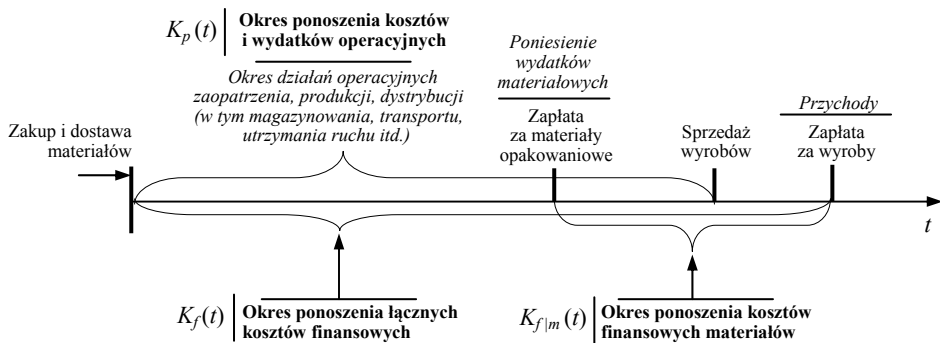 K_p(t) Okres ponoszenia kosztów
i wydatków operacyjnych
Okres działań operacyjnych
zaopatrzenia, produkcji, dystrybucji
(w tym magazynowania, transportu,
utrzymania ruchu itd.)
Zakup i dostawa
materiałów
Poniesienie
wydatków
materiałowych
Zapłata
za materiały
opakowaniowe
Sprzedaż
wyrobów
Przychody
Zapłata
za wyroby
t
K_f(t) Okres ponoszenia łącznych
kosztów finansowych
K_{f|m}(t) Okres ponoszenia kosztów
finansowych materiałów